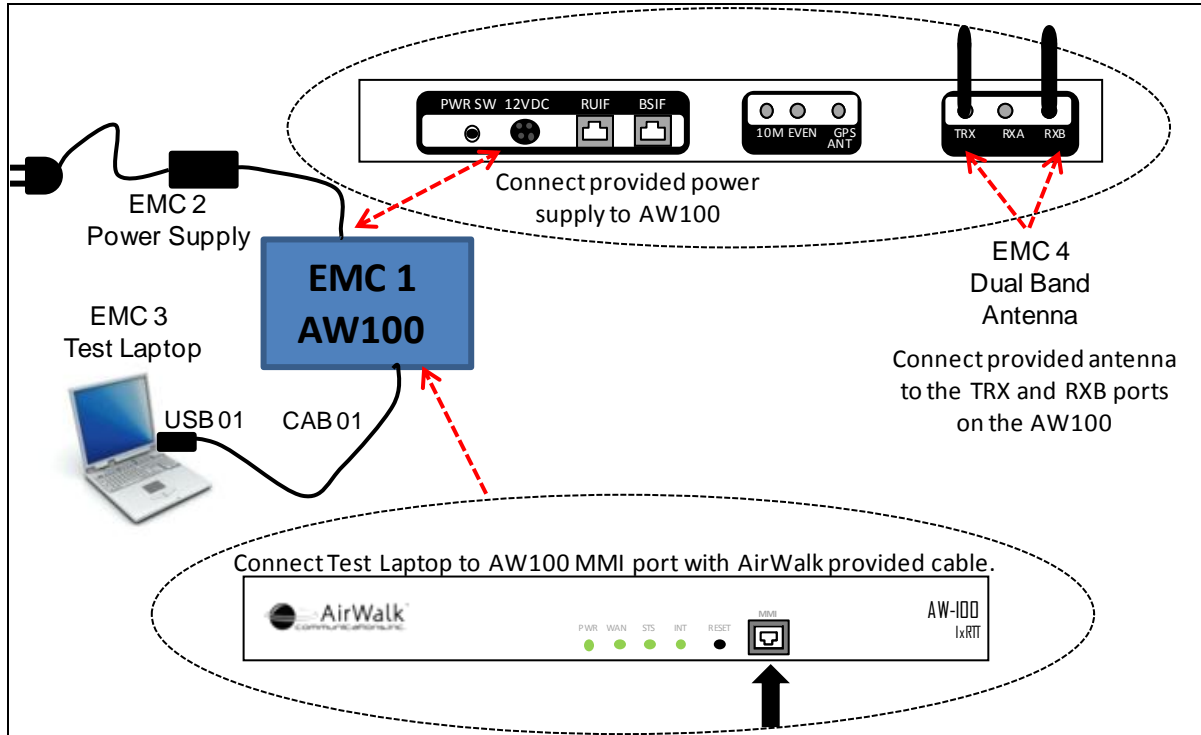 PWR SW 12VDC RUIF BSIF
10M EVEN GPS
ANT
TRX RXA RXB
Connect provided power
supply to AW100
EMC 2
Power Supply
EMC 1
AW100
EMC 3
Test Laptop
USB 01
CAB 01
EMC 4
Dual Band
Antenna
Connect provided antenna
to the TRX and RXB ports
on the AW100
Connect Test Laptop to AW100 MMI port with AirWalk provided cable.
AirWalk
communications, inc.
PWR WAN STS INT RESET
MMI
AW-100
1xRTT